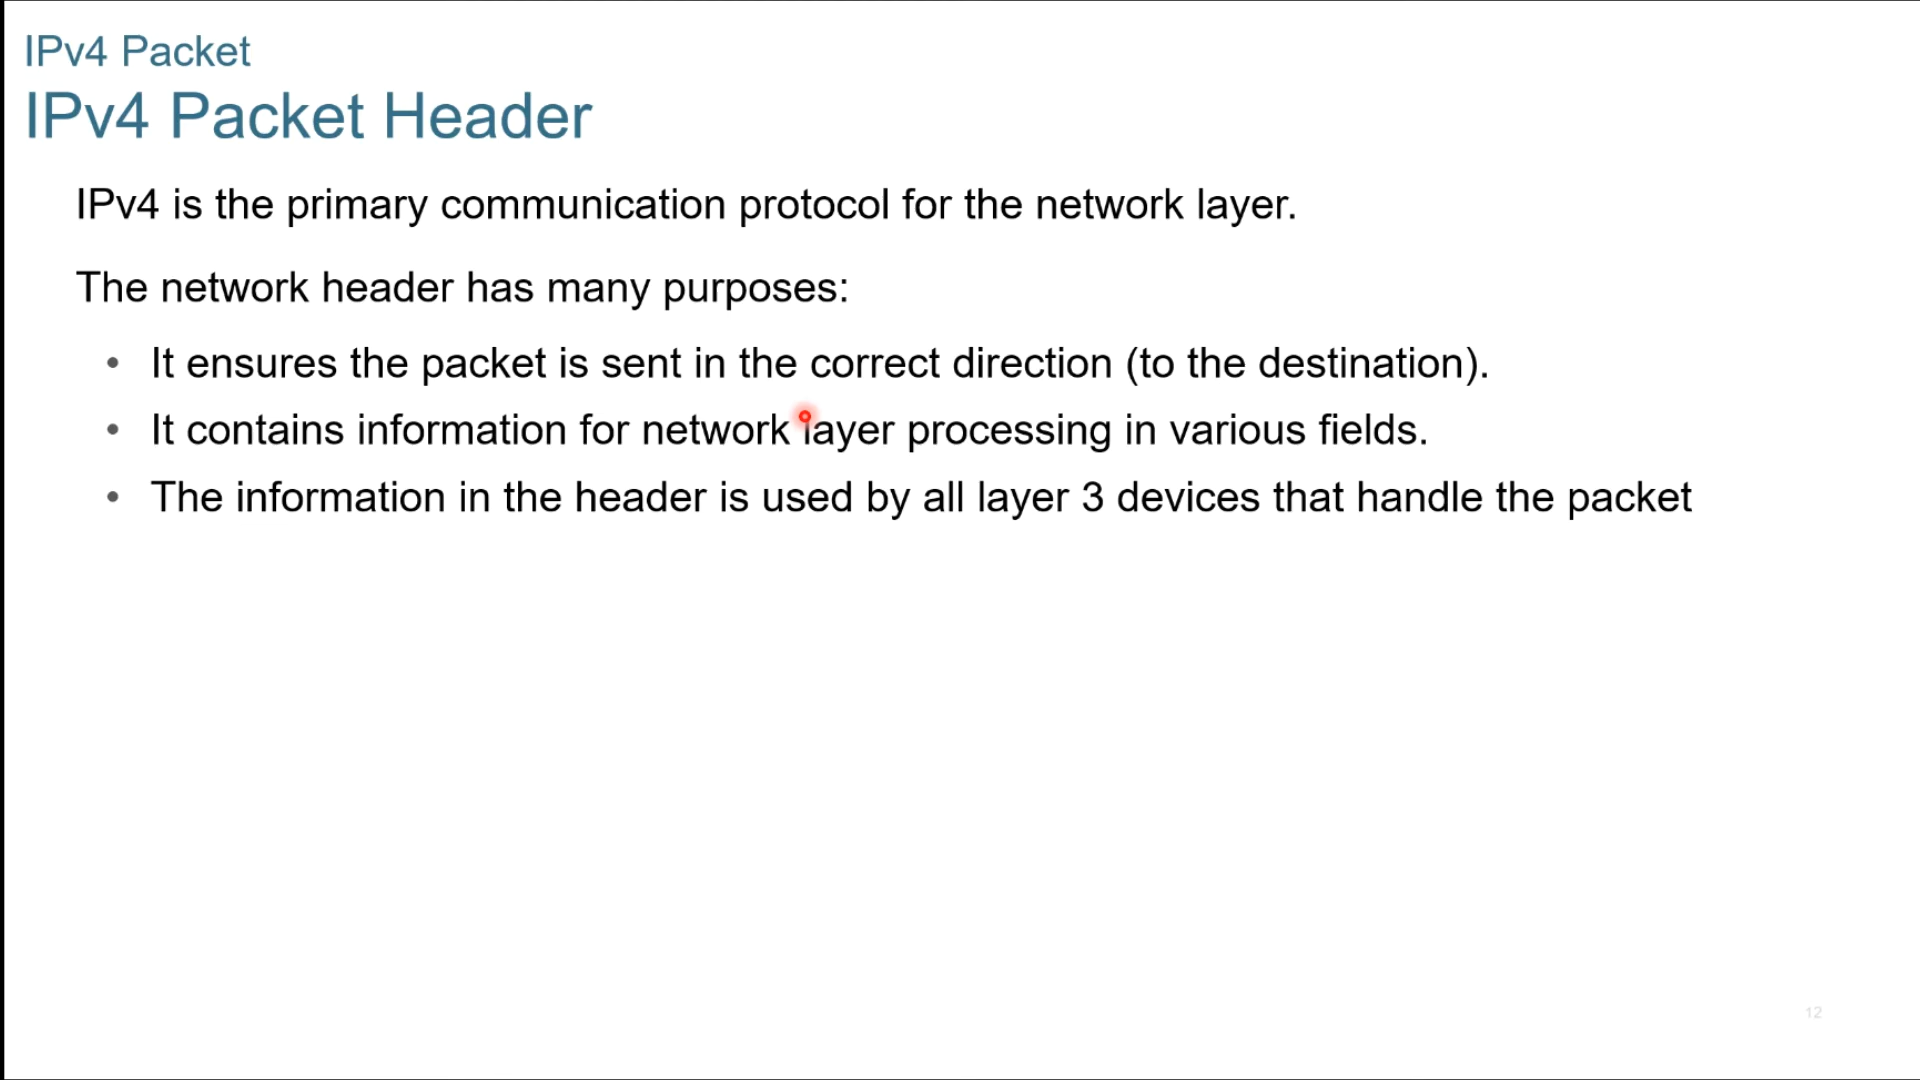 IPv4 Packet
IPv4 Packet Header
IPv4 is the primary communication protocol for the network layer.
The network header has many purposes:
• It ensures the packet is sent in the correct direction (to the destination).
• It contains information for network layer processing in various fields.
• The information in the header is used by all layer 3 devices that handle the packet
12